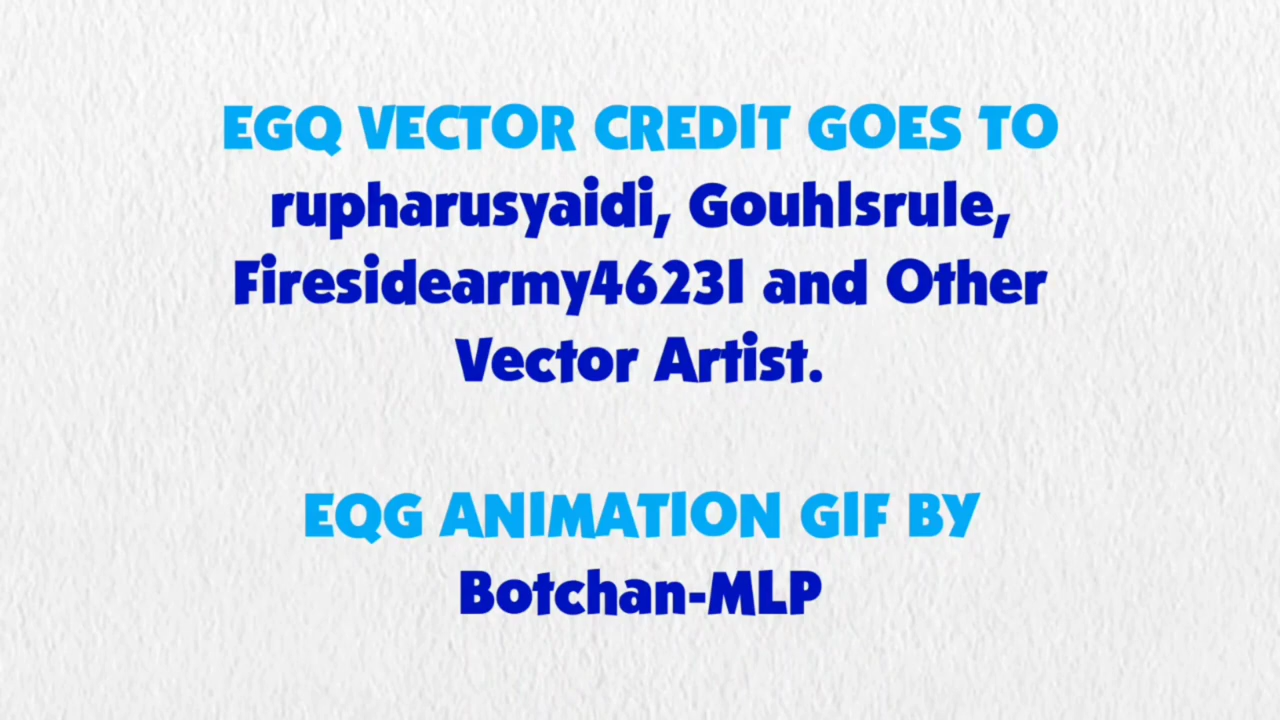 EGQ VECTOR CREDIT GOES TO
rupharusyaidi, Gouhlsrule,
Firesidearmy46231 and Other
Vector Artist.
EQG ANIMATION GIF BY
Botchan-MLP